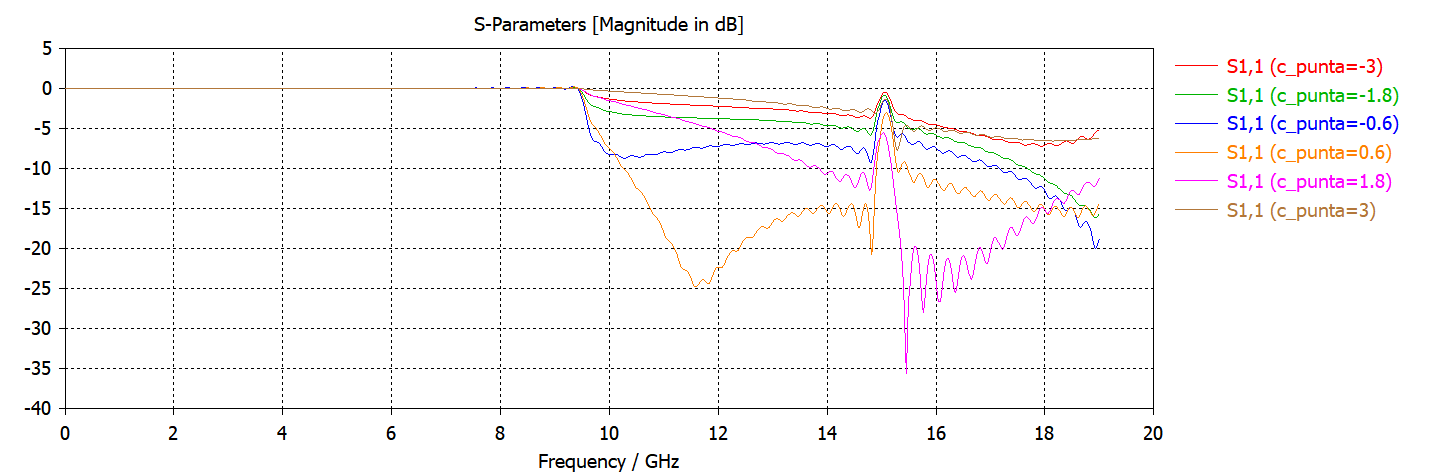 S-Parameters [Magnitude in dB]
5
0
-5
-10
-15
-20
-25
-30
-35
-40
0 2 4 6 8 10 12 14 16 18 20
Frequency / GHz
S1,1 (c_punta=-3)
S1,1 (c_punta=-1.8)
S1,1 (c_punta=-0.6)
S1,1 (c_punta=0.6)
S1,1 (c_punta=1.8)
S1,1 (c_punta=3)